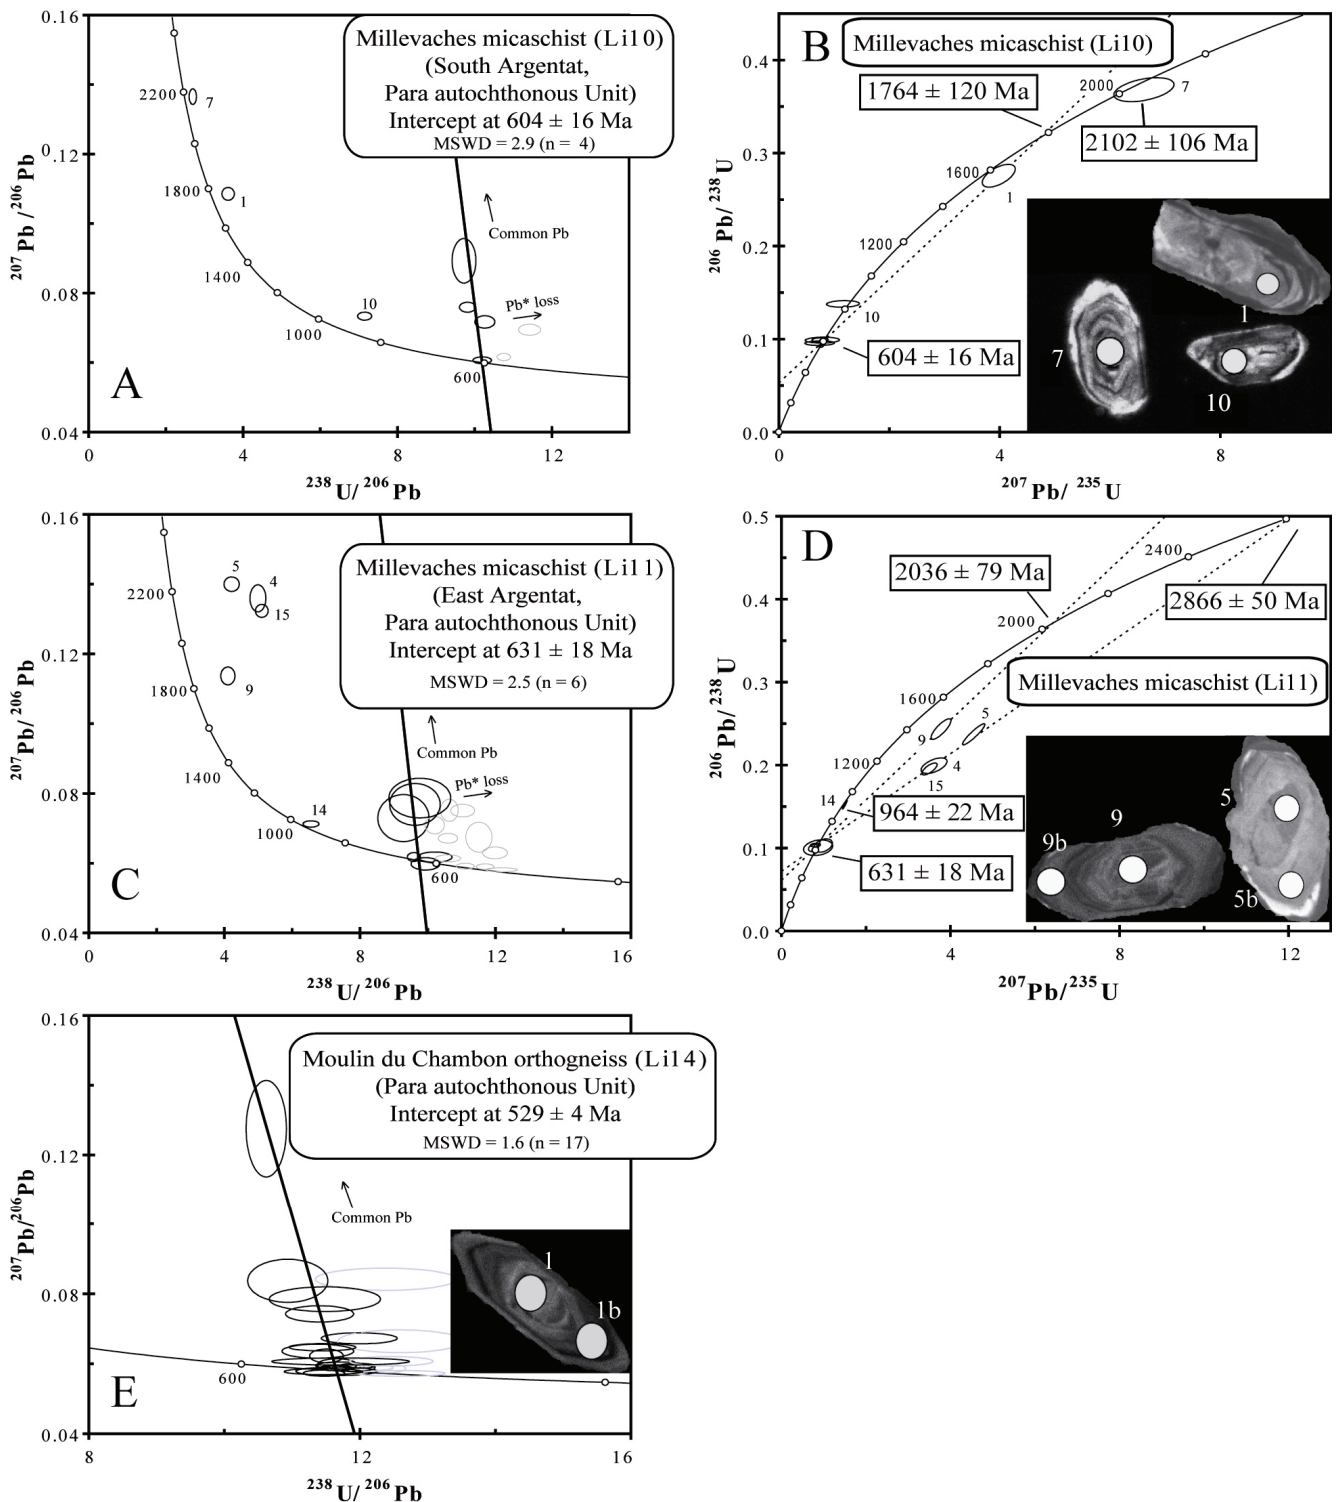 0.16
0.12
0.08
0.04
207Pb /206Pb
0
4
8
12
238U/ 206Pb
Millevaches micaschist (Li10)
(South Argentat,
Para autochthonous Unit)
Intercept at 604 ± 16 Ma
MSWD = 2.9 (n = 4)
2200
7
1800
1
1400
1000
10
600
Common Pb
Pb* loss
A
B
Millevaches micaschist (Li10)
0.4
0.3
0.2
0.1
0.0
206Pb/ 238U
0
4
8
207Pb/ 235U
1764 ± 120 Ma
2000
7
2102 ± 106 Ma
1600
1
1200
10
604 ± 16 Ma
1
7
10
0.16
0.12
0.08
0.04
207Pb/ 206Pb
0
4
8
12
16
238U/ 206Pb
Millevaches micaschist (Li11)
(East Argentat,
Para autochthonous Unit)
Intercept at 631 ± 18 Ma
MSWD = 2.5 (n = 6)
5
4
15
2200
9
1800
1400
1000
14
600
Common Pb
Pb* loss
C
D
0.5
0.4
0.3
0.2
0.1
0.0
206Pb/ 238U
0
4
8
12
207Pb/235U
2400
2036 ± 79 Ma
2866 ± 50 Ma
2000
Millevaches micaschist (Li11)
1600
5
9
1200
4
15
14
964 ± 22 Ma
631 ± 18 Ma
5
9
9b
5b
0.16
0.12
0.08
0.04
207Pb/206Pb
8
12
16
238U/ 206Pb
Moulin du Chambon orthogneiss (Li14)
(Para autochthonous Unit)
Intercept at 529 ± 4 Ma
MSWD = 1.6 (n = 17)
Common Pb
600
1
1b
E